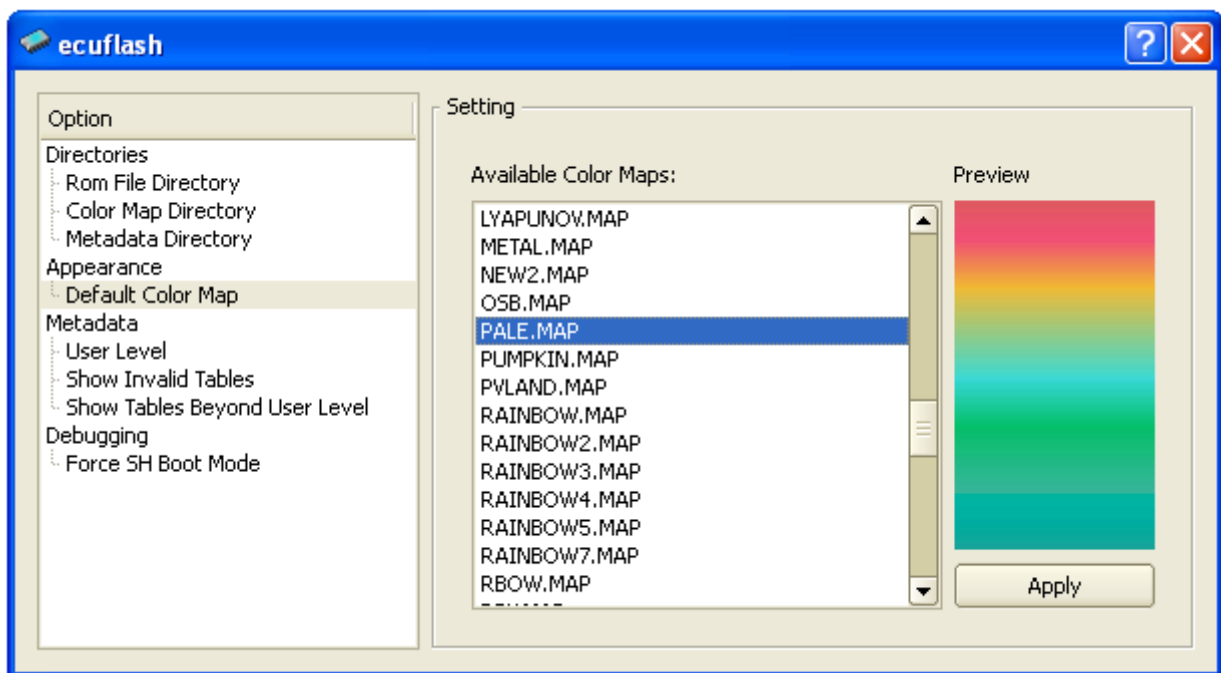 ecuflash
Option
Directories
Rom File Directory
Color Map Directory
Metadata Directory
Appearance
Default Color Map
Metadata
User Level
Show Invalid Tables
Show Tables Beyond User Level
Debugging
Force SH Boot Mode
Setting
Available Color Maps:
LYAPUNOV.MAP
METAL.MAP
NEW2.MAP
OSB.MAP
PALE.MAP
PUMPKIN.MAP
PVLAND.MAP
RAINBOW.MAP
RAINBOW2.MAP
RAINBOW3.MAP
RAINBOW4.MAP
RAINBOW5.MAP
RAINBOW7.MAP
RBOW.MAP
Preview
Apply